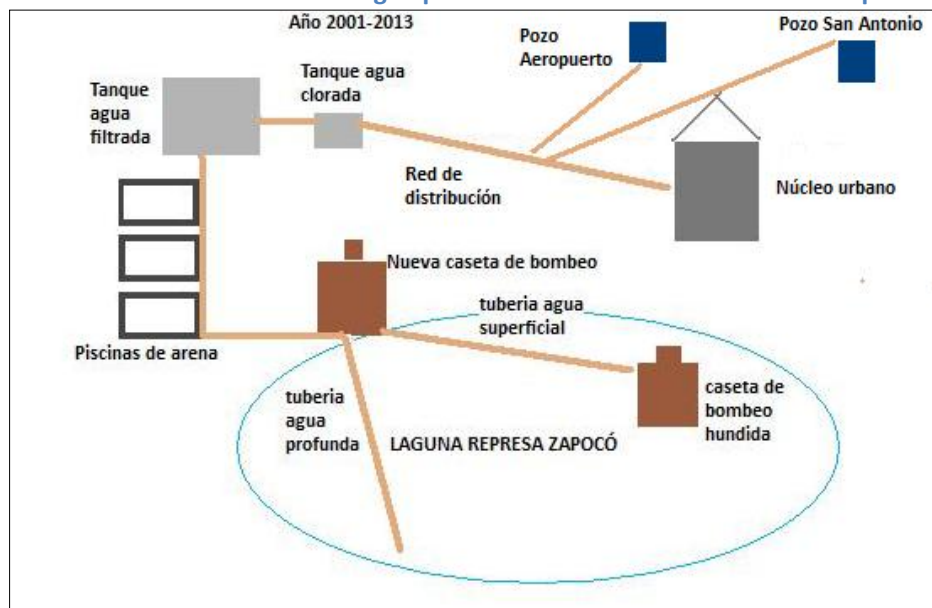 Año 2001-2013
Pozo
Aeropuerto
Pozo San Antonio
Tanque
agua
filtrada
Tanque agua
clorada
Red de
distribución
Núcleo urbano
Nueva caseta de bombeo
tuberia agua
superficial
Piscinas de arena
tuberia
agua
profunda
LAGUNA REPRESA ZAPOCÓ
caseta de
bombeo
hundida